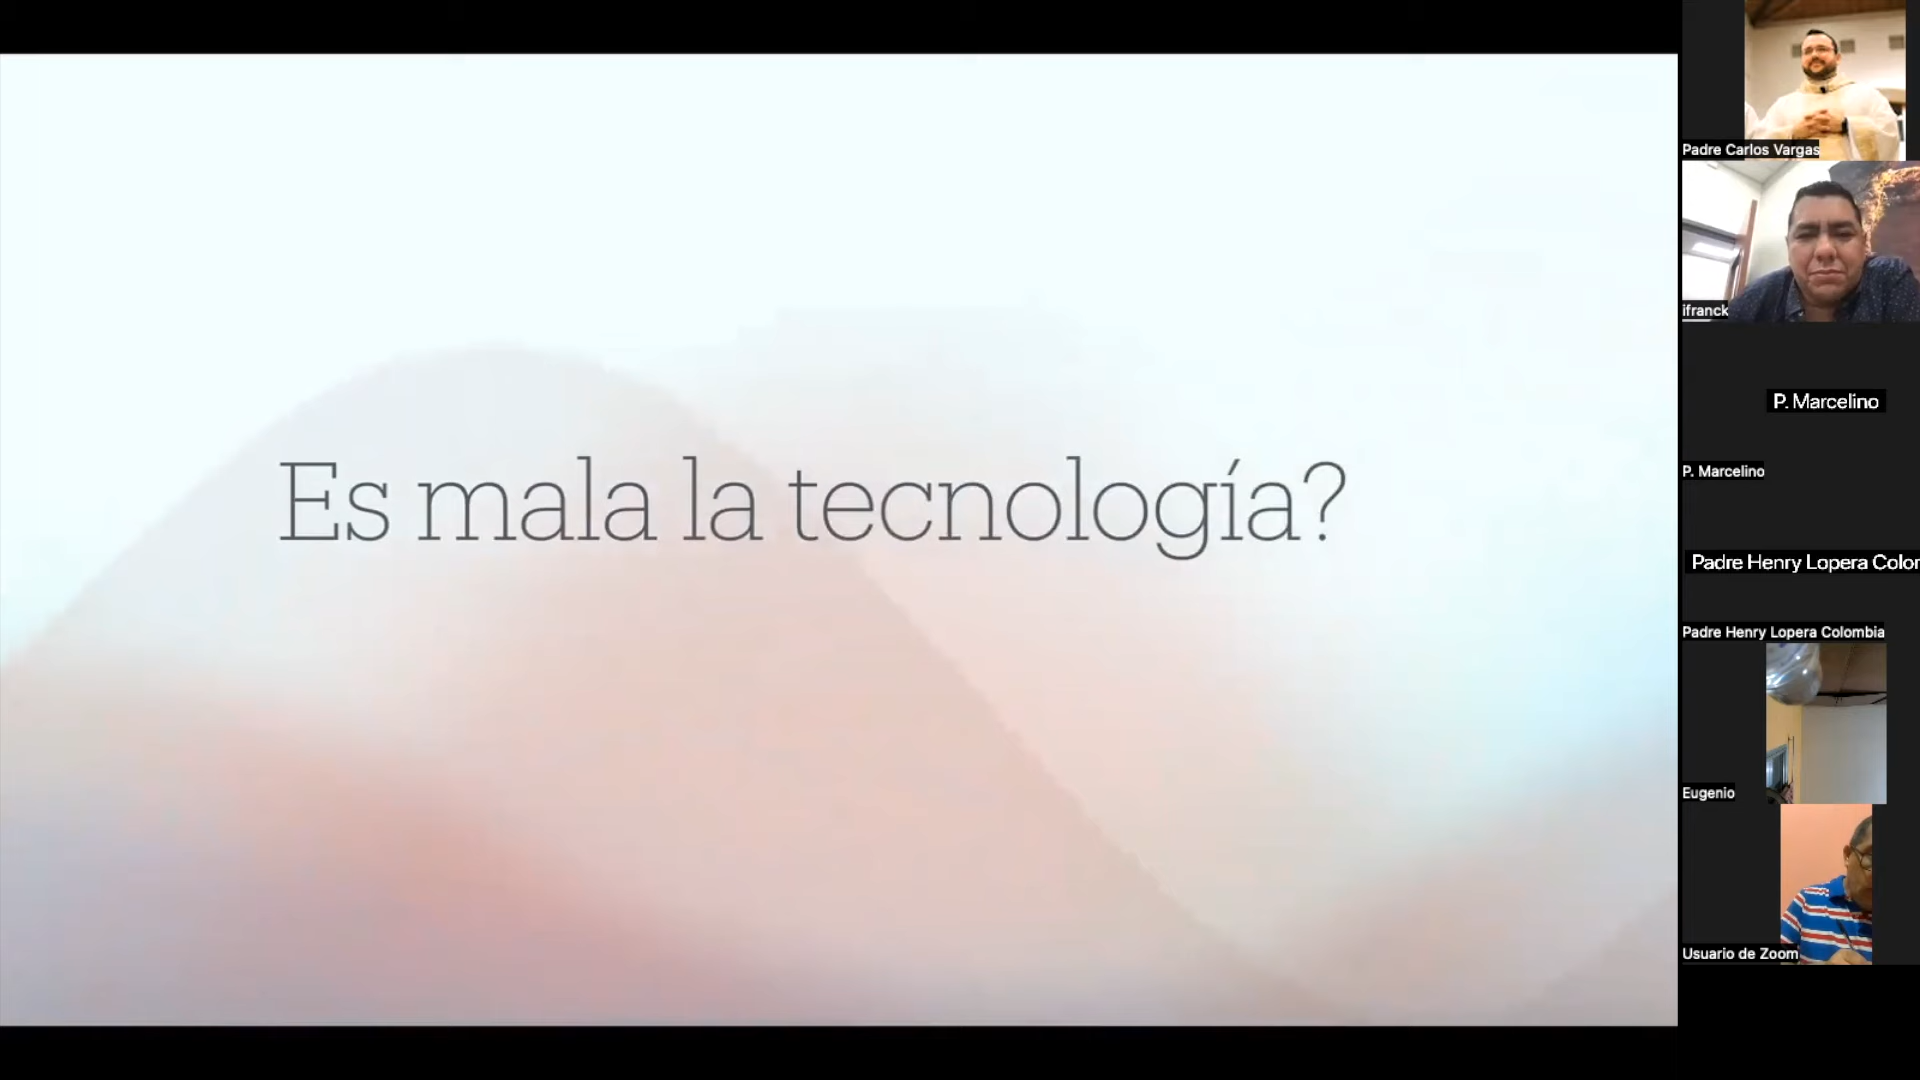 Es mala la tecnología?
Padre Carlos Vargas
ifranck
P. Marcelino
P. Marcelino
Padre Henry Lopera Color
Padre Henry Lopera Colombia
Eugenio
Usuario de Zoom